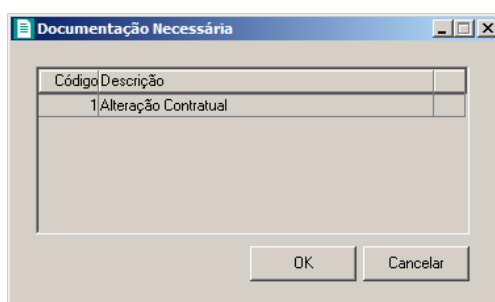 Documentação Necessária
Código Descrição
1 Alteração Contratual
OK Cancelar